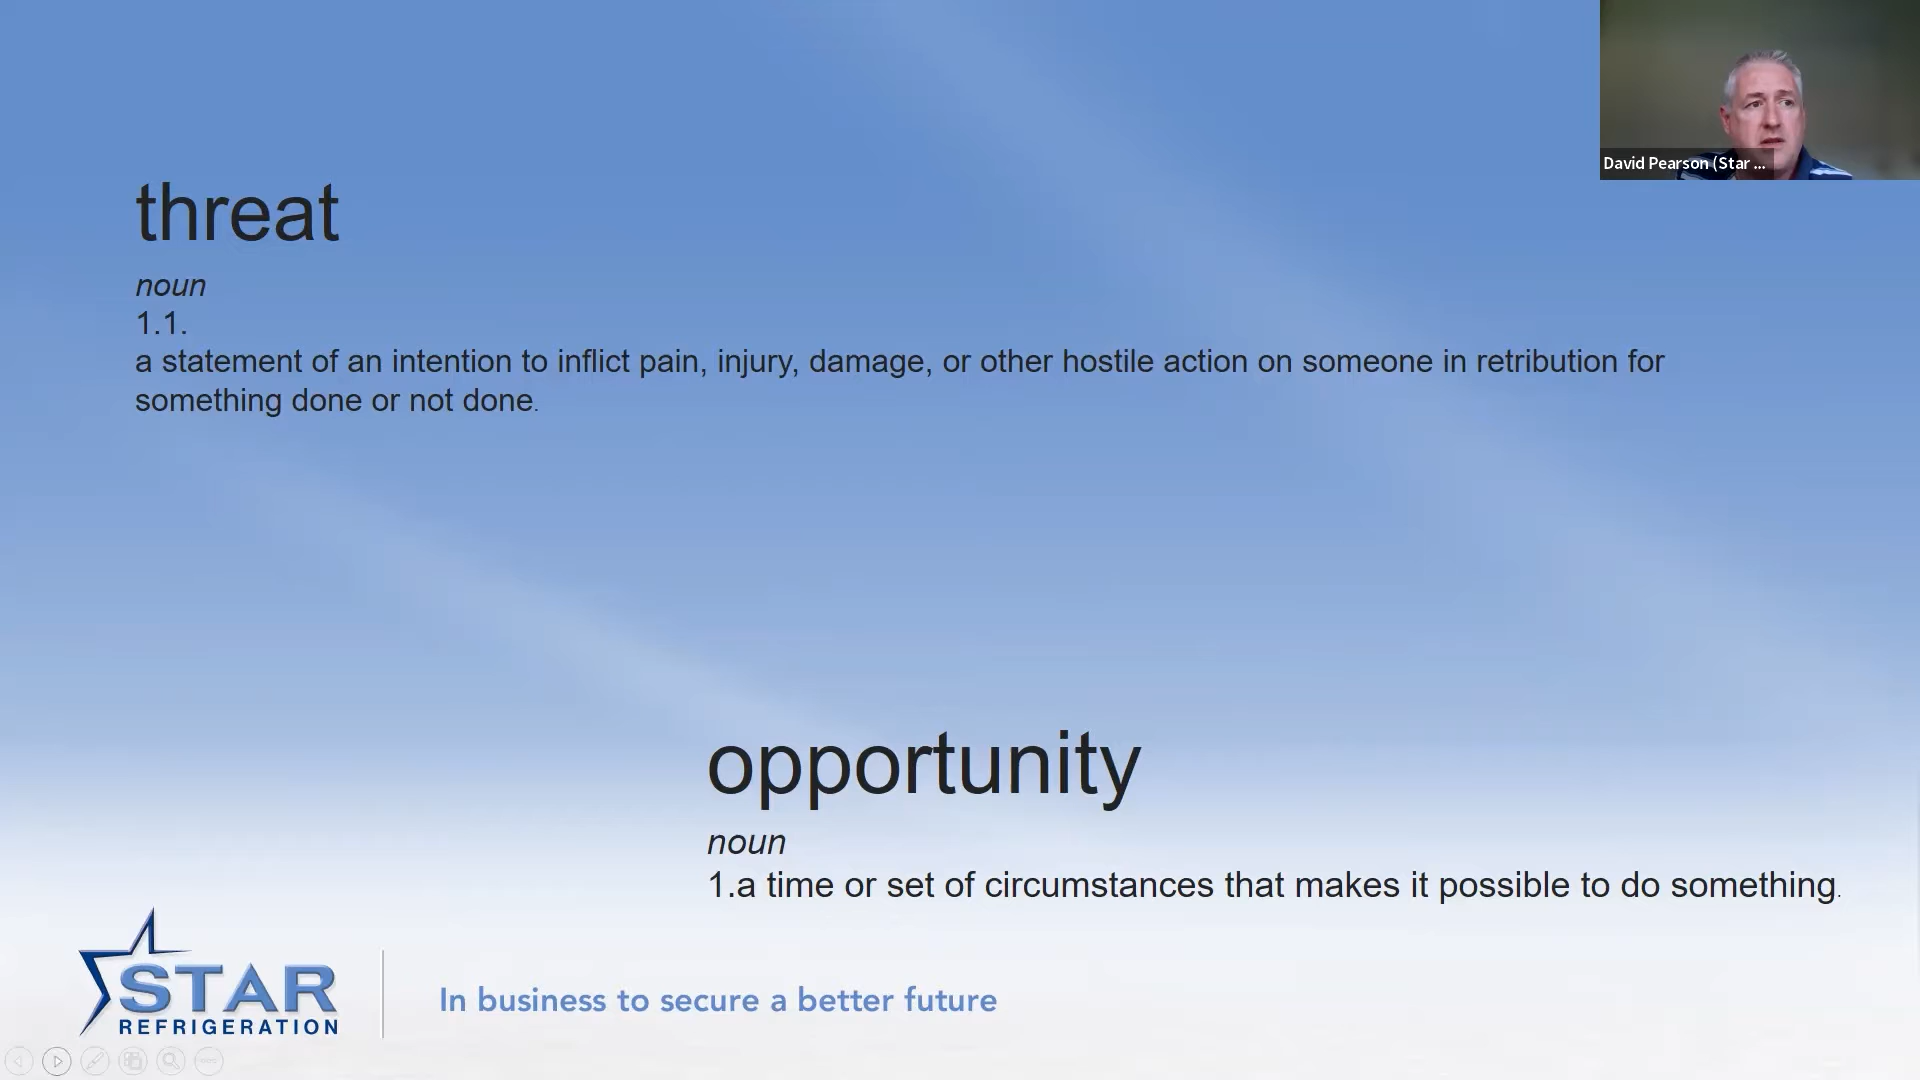 David Pearson (Star ...
threat
noun
1.1.
a statement of an intention to inflict pain, injury, damage, or other hostile action on someone in retribution for
something done or not done.
opportunity
noun
1.a time or set of circumstances that makes it possible to do something.
STAR
REFRIGERATION
In business to secure a better future